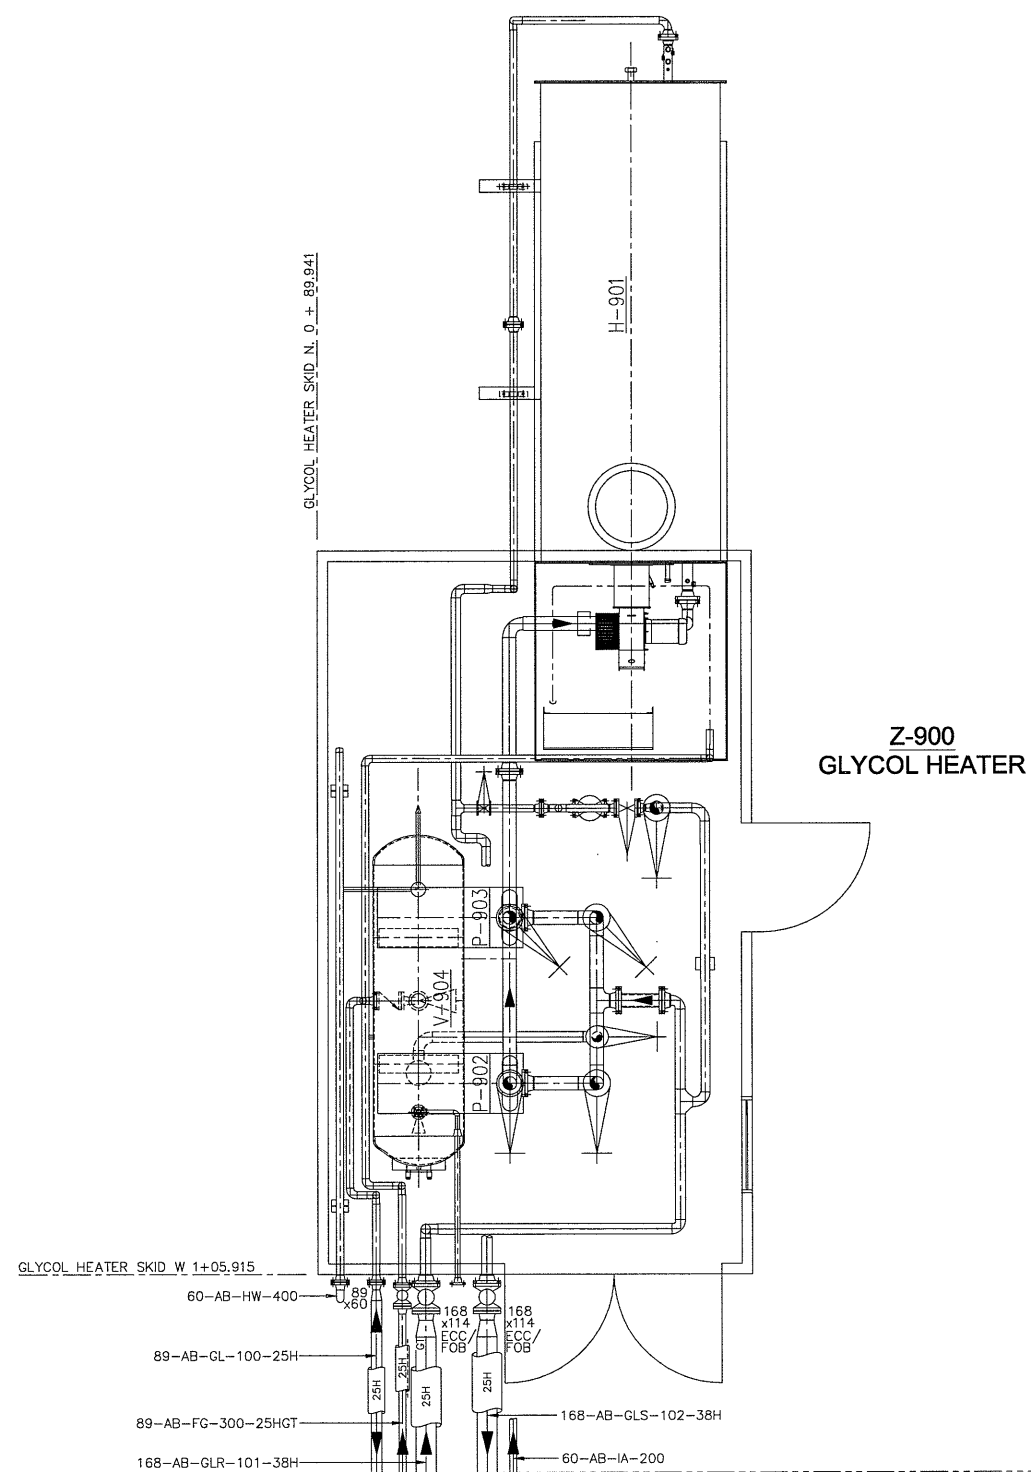 GLYCOL HEATER SKID N. 0 + 89.941
H-901
Z-900
GLYCOL HEATER
P-903
V-904
P-902
GLYCOL HEATER SKID W 1+05.915
60-AB-HW-400
89
x60
168
x114
ECC/
FOB
168
x114
ECC/
FOB
GT
89-AB-GL-100-25H
25H
25H
25H
25H
89-AB-FG-300-25HGT
168-AB-GLS-102-38H
168-AB-GLR-101-38H
60-AB-IA-200